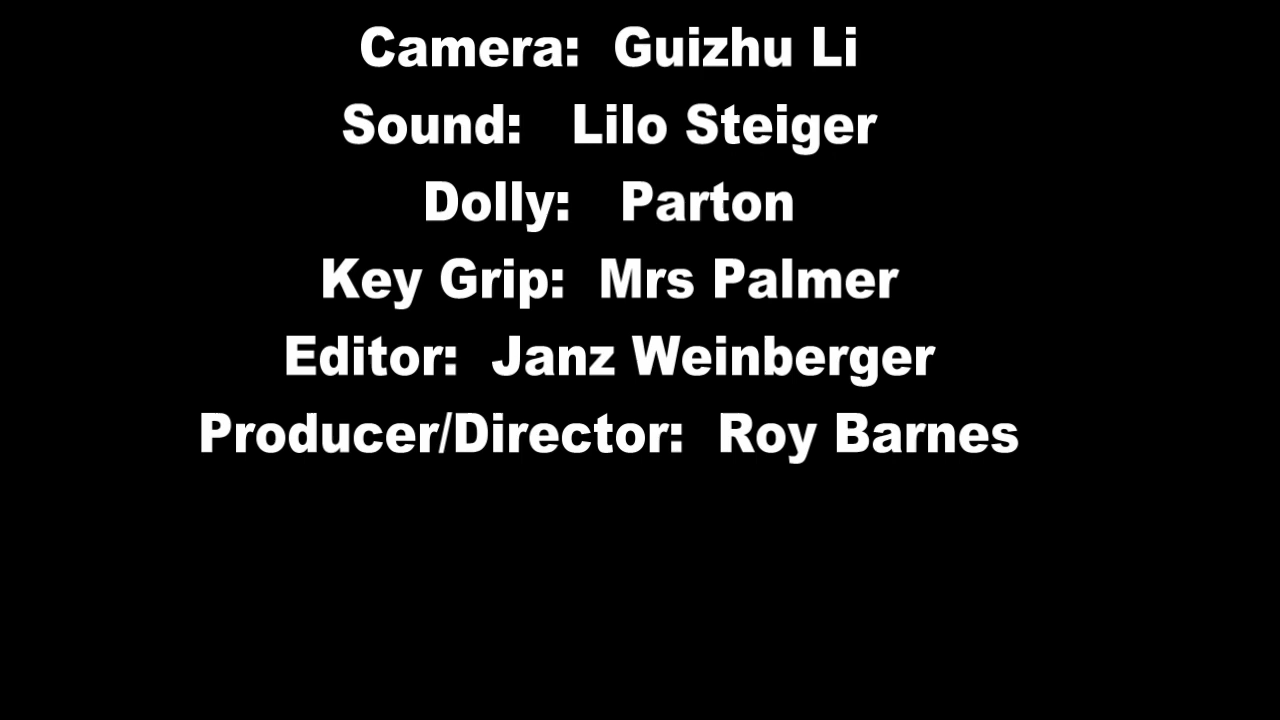 Camera: Guizhu Li
Sound: Lilo Steiger
Dolly: Parton
Key Grip: Mrs Palmer
Editor: Janz Weinberger
Producer/Director: Roy Barnes